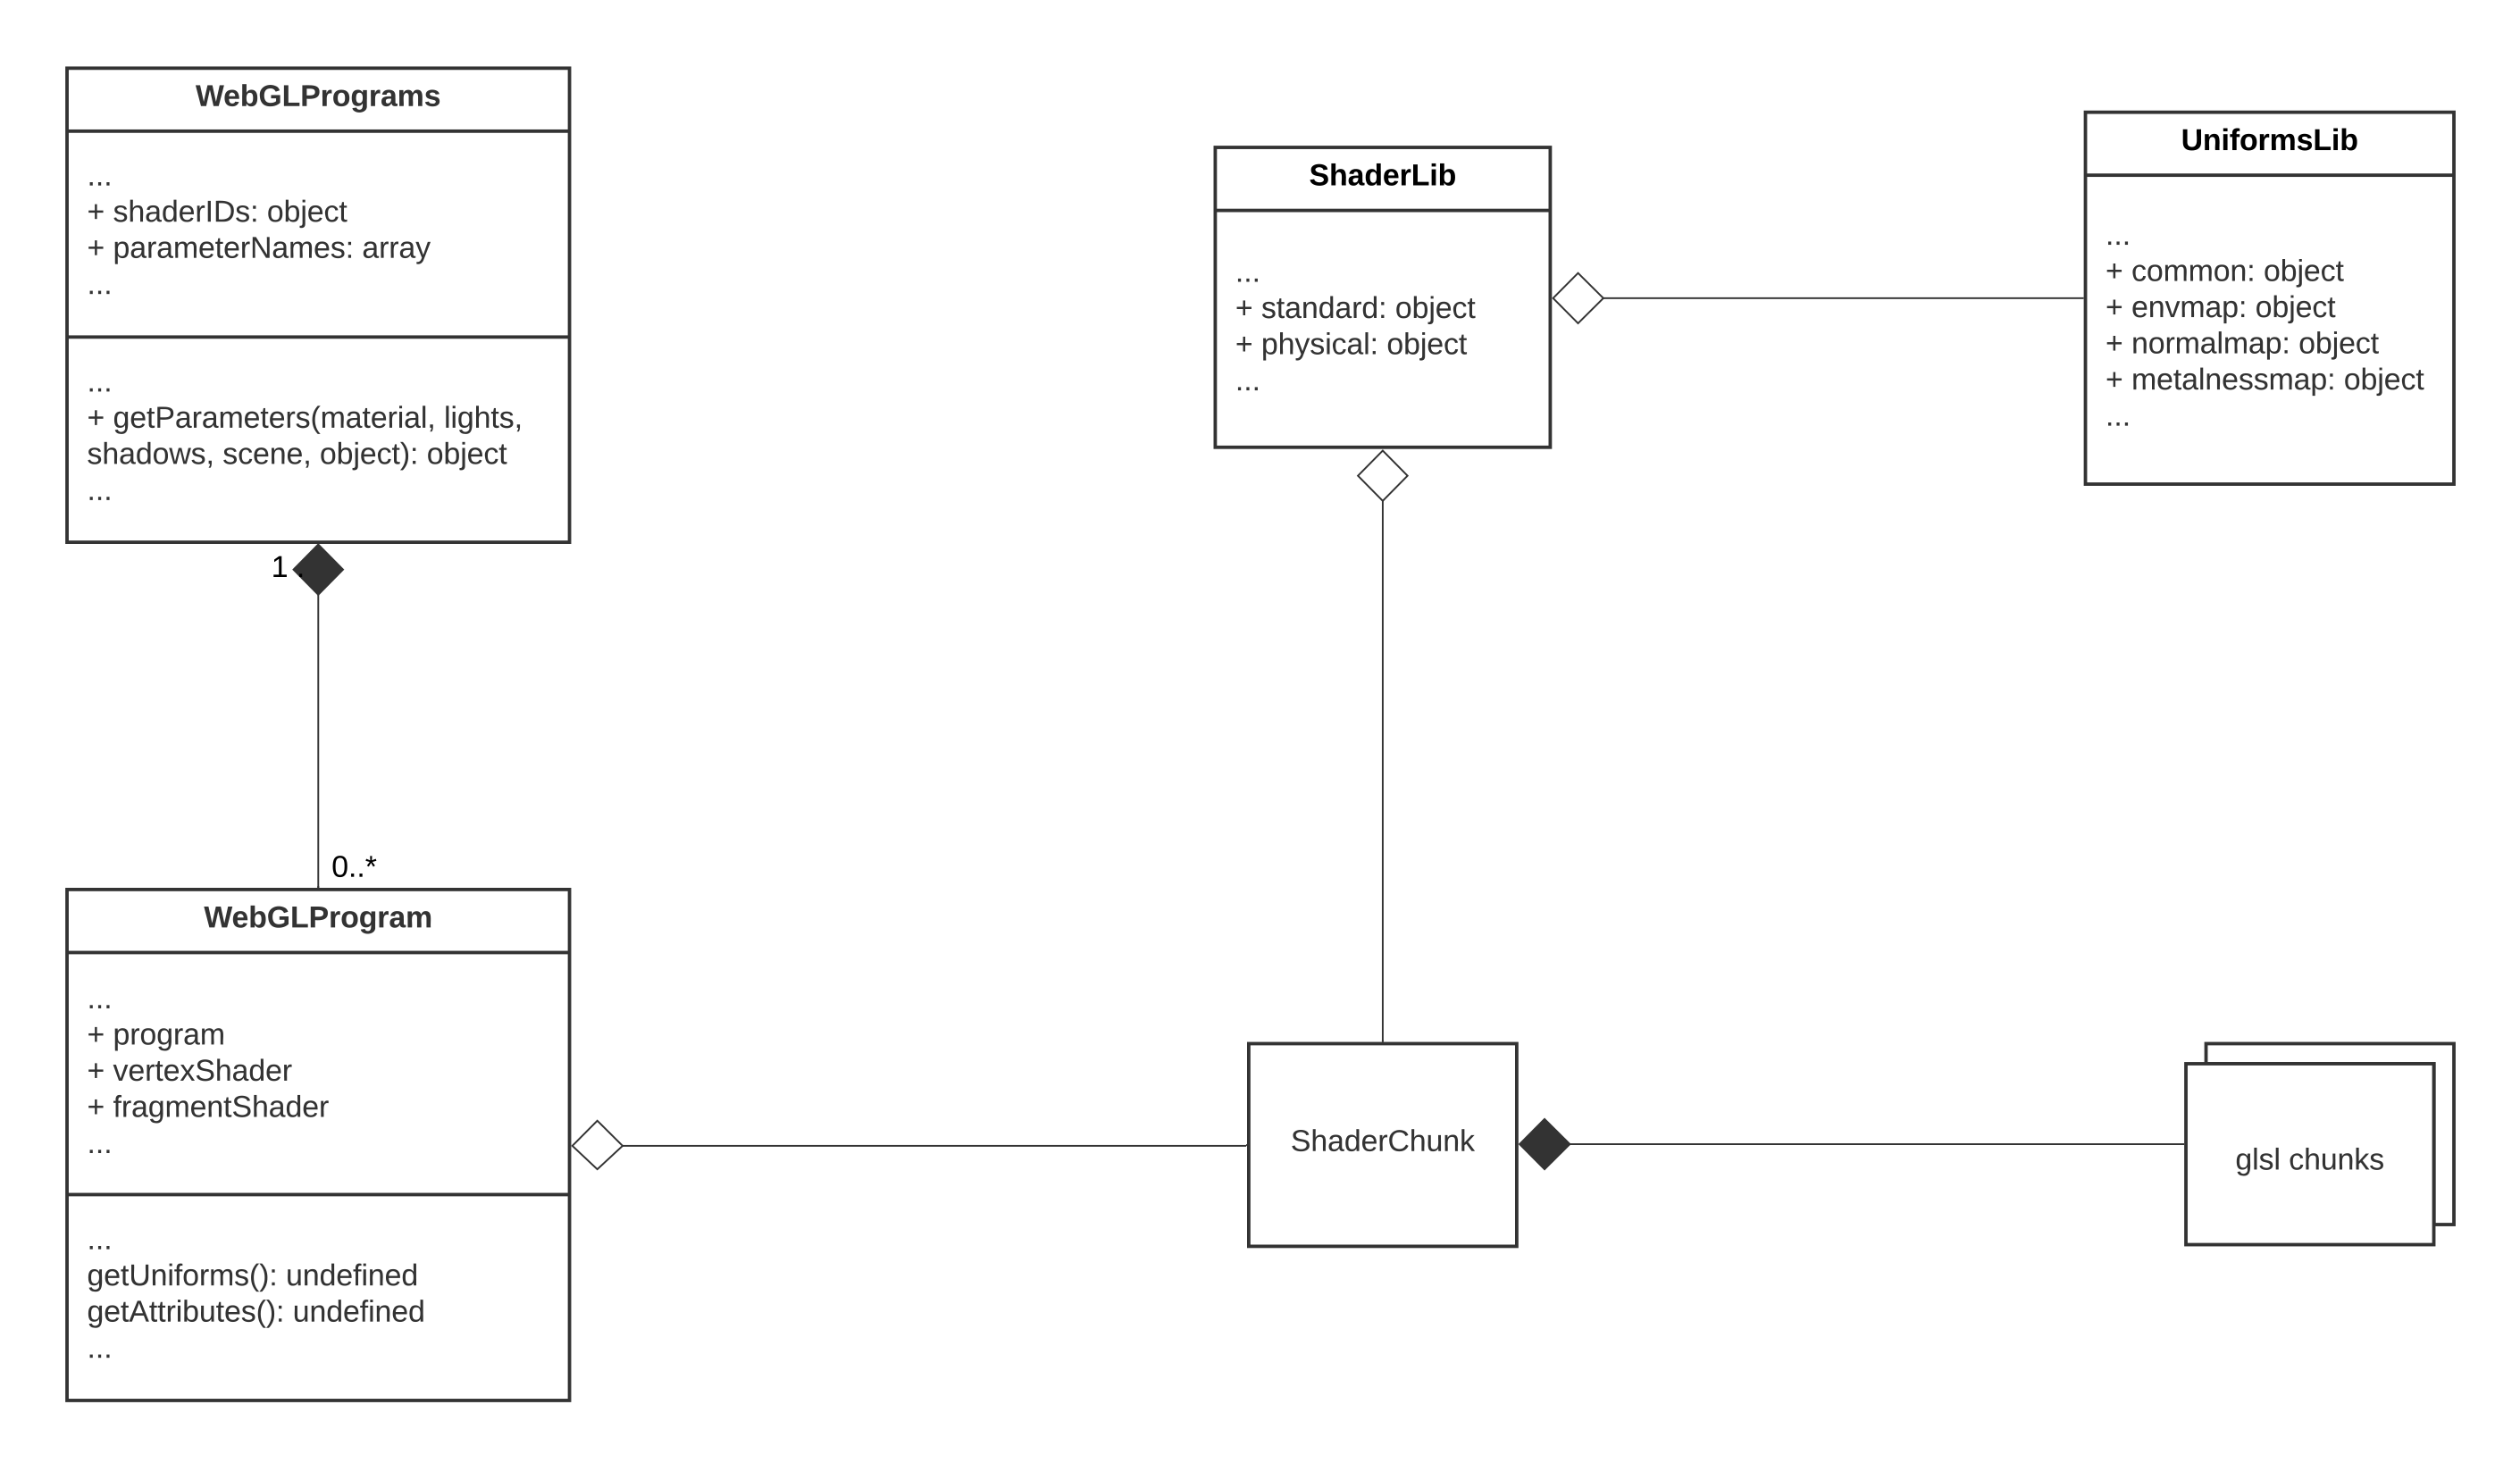 WebGLPrograms
...
+ shaderIDs: object
+ parameterNames: array
...
...
+ getParameters(material, lights,
shadows, scene, object): object
...
1
0..*
WebGLProgram
...
+ program
+ vertexShader
+ fragmentShader
...
...
getUniforms(): undefined
getAttributes(): undefined
...
ShaderLib
...
+ standard: object
+ physical: object
...
UniformsLib
...
+ common: object
+ envmap: object
+ normalmap: object
+ metalnessmap: object
...
ShaderChunk
glsl chunks